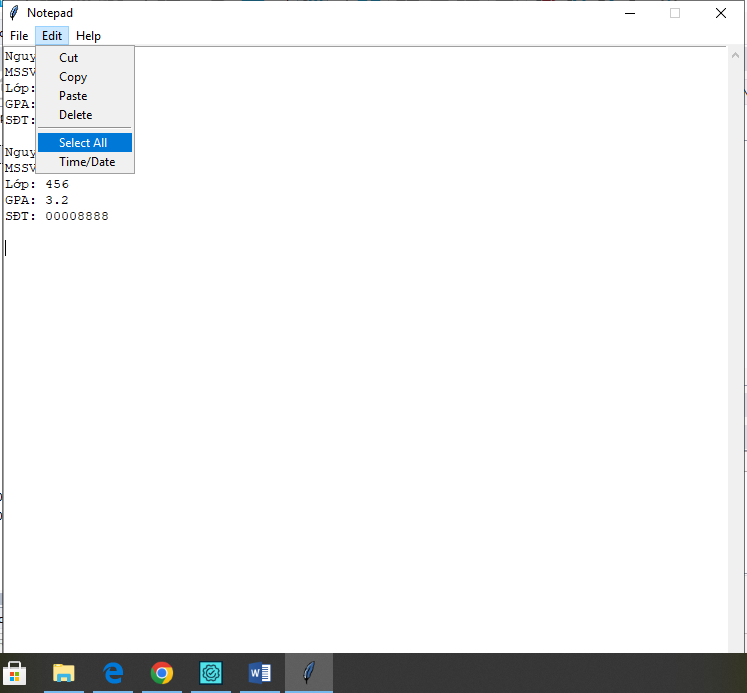 Notepad
File Edit Help
Cut
Copy
Paste
Delete
Select All
Time/Date
Nguy
MSSV
Lớp:
GPA:
SĐT:
Nguy
MSSV
Lớp: 456
GPA: 3.2
SĐT: 00008888